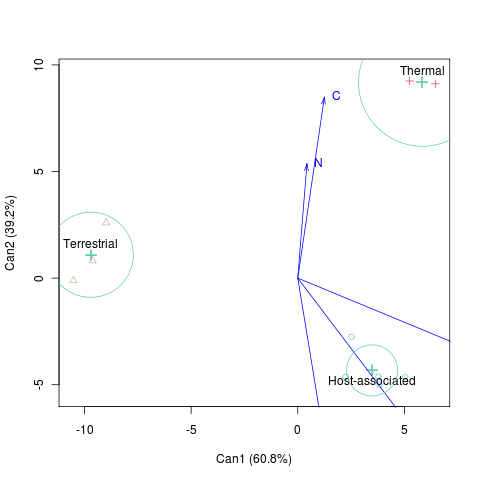 10
Thermal
C
5
N
Can2 (39.2%)
Terrestrial
0
Host-associated
-5
-10
-5
0
5
Can1 (60.8%)